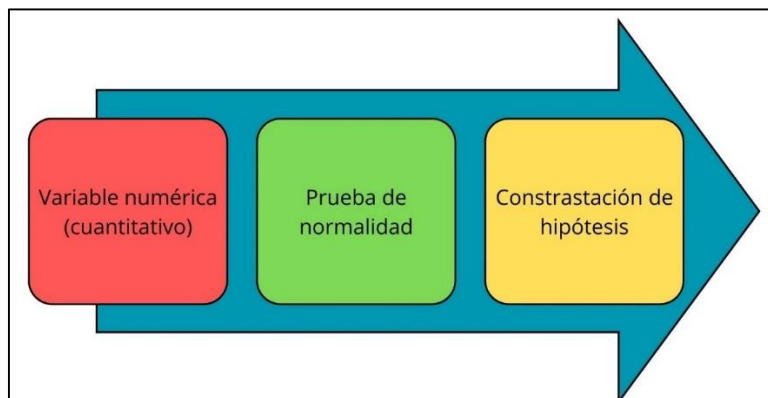 Variable numérica
(cuantitativo)
Prueba de
normalidad
Constrastación de
hipótesis